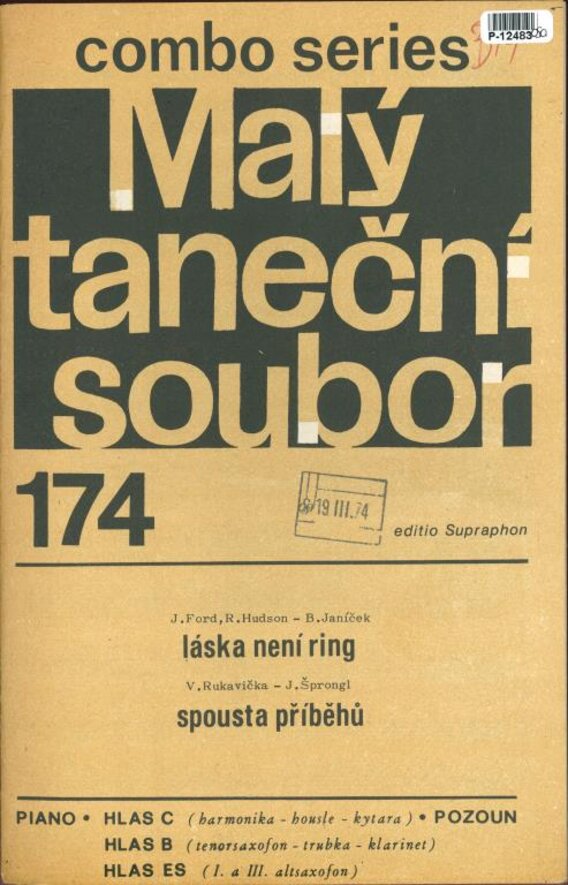 combo series
P-12483
Malý
taneční
soubor
174
19 III. 74
editio Supraphon
J.Ford,R.Hudson – B.Janíček
láska není ring
V.Rukavička – J.Šprongl
spousta příběhů
PIANO • HLAS C (harmonika - housle - kytara) • POZOUN
HLAS B (tenorsaxofon - trubka - klarinet)
HLAS ES (I. a III. altsaxofon)